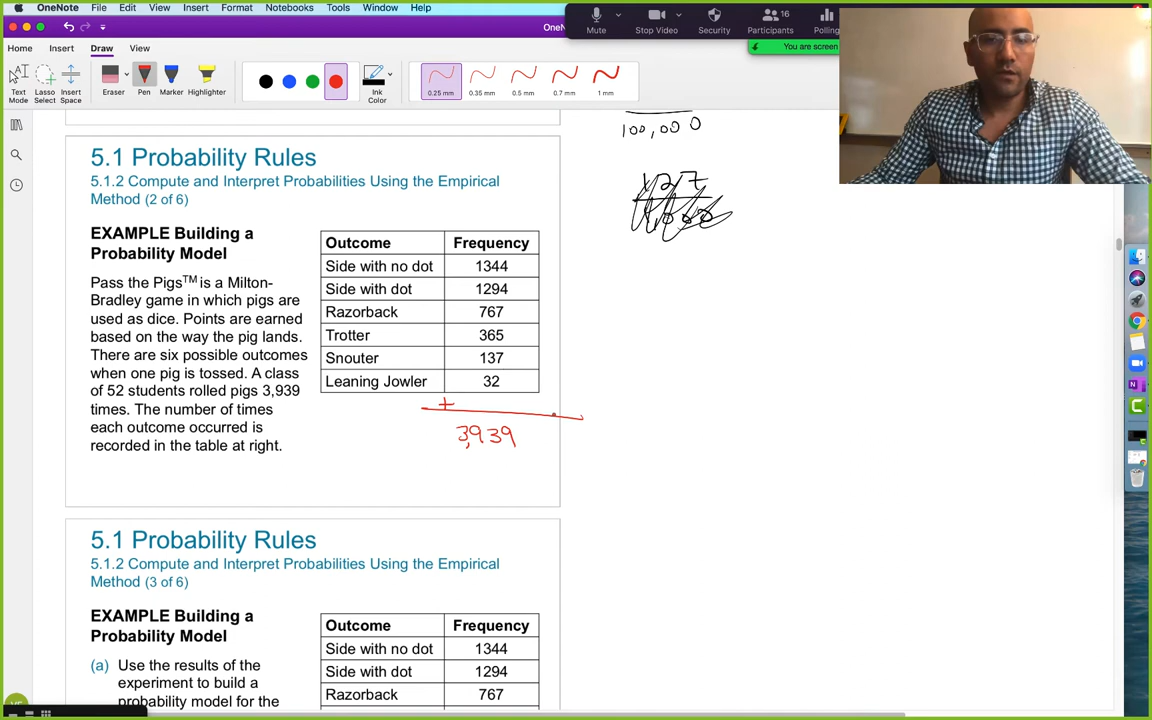 OneNote File Edit View Insert Format Notebooks Tools Window Help
Home Insert Draw View
Mute Stop Video Security Participants 16 Polling
You are screen
Text Mode Lasso Select Insert Space Eraser Pen Marker Highlighter Ink Color 0.25 mm 0.35 mm 0.5 mm 0.7 mm 1 mm
100,000
127
5.1 Probability Rules
5.1.2 Compute and Interpret Probabilities Using the Empirical
Method (2 of 6)
EXAMPLE Building a
Probability Model
Pass the Pigs™ is a Milton-
Bradley game in which pigs are
used as dice. Points are earned
based on the way the pig lands.
There are six possible outcomes
when one pig is tossed. A class
of 52 students rolled pigs 3,939
times. The number of times
each outcome occurred is
recorded in the table at right.
Outcome Frequency
Side with no dot 1344
Side with dot 1294
Razorback 767
Trotter 365
Snouter 137
Leaning Jowler 32
+
3,939
5.1 Probability Rules
5.1.2 Compute and Interpret Probabilities Using the Empirical
Method (3 of 6)
EXAMPLE Building a
Probability Model
(a) Use the results of the
experiment to build a
probability model for the
Outcome Frequency
Side with no dot 1344
Side with dot 1294
Razorback 767